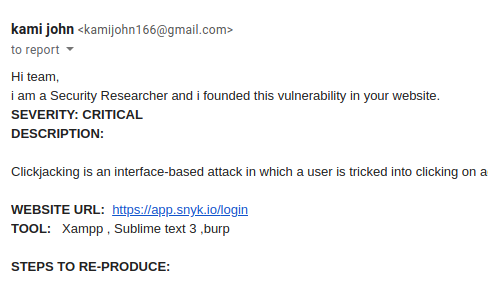 kami john <kamijohn166@gmail.com>
to report
Hi team,
i am a Security Researcher and i founded this vulnerability in your website.
SEVERITY: CRITICAL
DESCRIPTION:
Clickjacking is an interface-based attack in which a user is tricked into clicking on a
WEBSITE URL: https://app.snyk.io/login
TOOL: Xampp , Sublime text 3 ,burp
STEPS TO RE-PRODUCE: